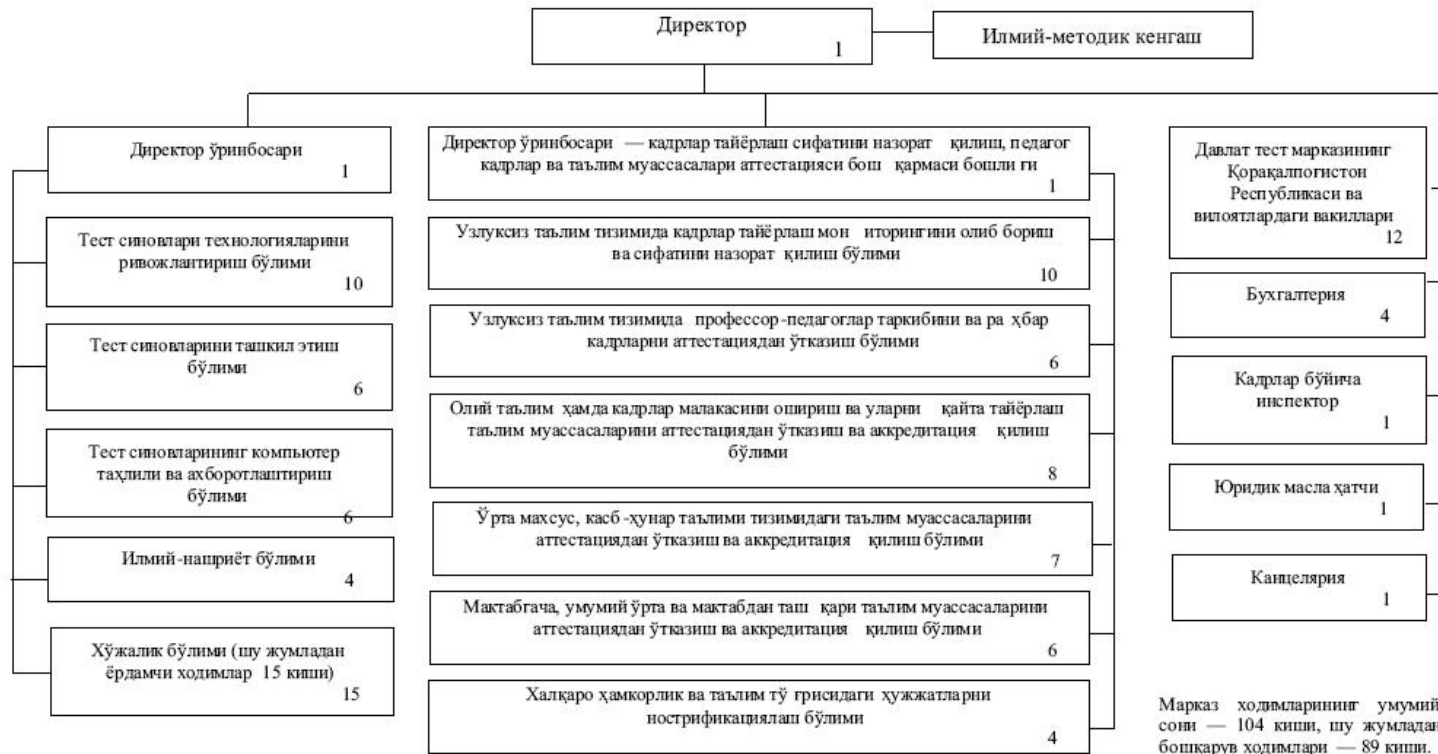 Директор
1
Илмий-методик кенгаш
Директор ўринбосари
1
Тест синовлари технологияларини
ривожлантириш бўлими
10
Тест синовларини ташкил этиш
бўлими
6
Тест синовларининг компьютер
таҳлили ва ахборотлаштириш
бўлими
6
Илмий-нашриёт бўлими
4
Хўжалик бўлими (шу жумладан
ёрдамчи ходимлар 15 киши)
15
Директор ўринбосари — кадрлар тайёрлаш сифатини назорат қилиш, педагог
кадрлар ва таълим муассасалари аттестацияси бош қармаси бошли ғи
1
Узлуксиз таълим тизимида кадрлар тайёрлаш мон иторингини олиб бориш
ва сифатини назорат қилиш бўлими
10
Узлуксиз таълим тизимида профессор-педагоглар таркибини ва ра ҳбар
кадрларни аттестациядан ўтказиш бўлими
6
Олий таълим ҳамда кадрлар малакасини ошириш ва уларни қайта тайёрлаш
таълим муассасаларини аттестациядан ўтказиш ва аккредитация қилиш
бўлими
8
Ўрта махсус, касб-ҳунар таълими тизимидаги таълим муассасаларини
аттестациядан ўтказиш ва аккредитация қилиш бўлими
7
Мактабгача, умумий ўрта ва мактабдан таш қари таълим муассасаларини
аттестациядан ўтказиш ва аккредитация қилиш бўлими
6
Халқаро ҳамкорлик ва таълим тў ғрисидаги ҳужжатларни
нострификациялаш бўлими
4
Давлат тест марказининг
Қорақалпоғистон
Республикаси ва
вилоятлардаги вакиллари
12
Бухгалтерия
4
Кадрлар бўйича
инспектор
1
Юридик масла ҳатчи
1
Канцелярия
1
Марказ ходимларининг умумий
сони — 104 киши, шу жумладан
бошқарув ходимлари — 89 киши.